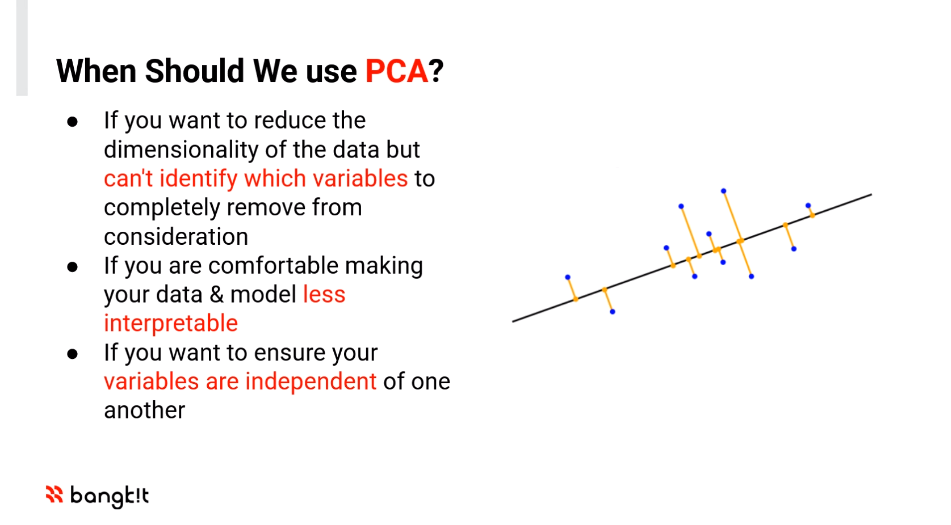 When Should We use PCA?
● If you want to reduce the
dimensionality of the data but
can't identify which variables to
completely remove from
consideration
● If you are comfortable making
your data & model less
interpretable
● If you want to ensure your
variables are independent of one
another
bangk!t